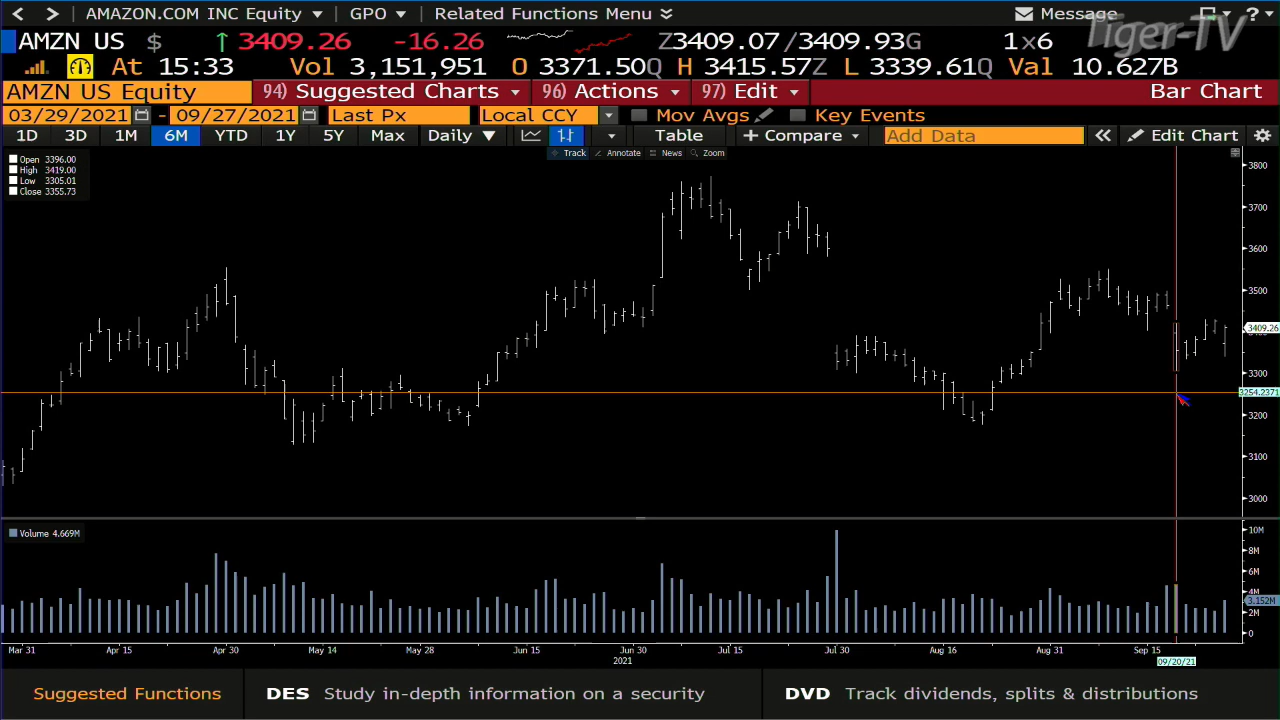 AMAZON.COM INC Equity GPO Related Functions Menu Message ?
Tiger-TV
AMZN US $ ↑ 3409.26 -16.26 Z3409.07/3409.93G 1x6
At 15:33 Vol 3,151,951 O 3371.50Q H 3415.57Z L 3339.61Q Val 10.627B
AMZN US Equity 94) Suggested Charts 96) Actions 97) Edit Bar Chart
03/29/2021 - 09/27/2021 Last Px Local CCY Mov Avgs Key Events
1D 3D 1M 6M YTD 1Y 5Y Max Daily ▼ Table + Compare Add Data « Edit Chart
Track Annotate News Zoom
Open 3396.00
High 3419.00
Low 3305.01
Close 3355.73
3800
3700
3600
3500
3409.26
3300
3254.2371
3200
3100
3000
Volume 4.669M
10M
8M
6M
4M
3.152M
2M
0
Mar 31 Apr 15 Apr 30 May 14 May 28 Jun 15 Jun 30 Jul 15 Jul 30 Aug 16 Aug 31 Sep 15
2021 09/20/21
Suggested Functions DES Study in-depth information on a security DVD Track dividends, splits & distributions